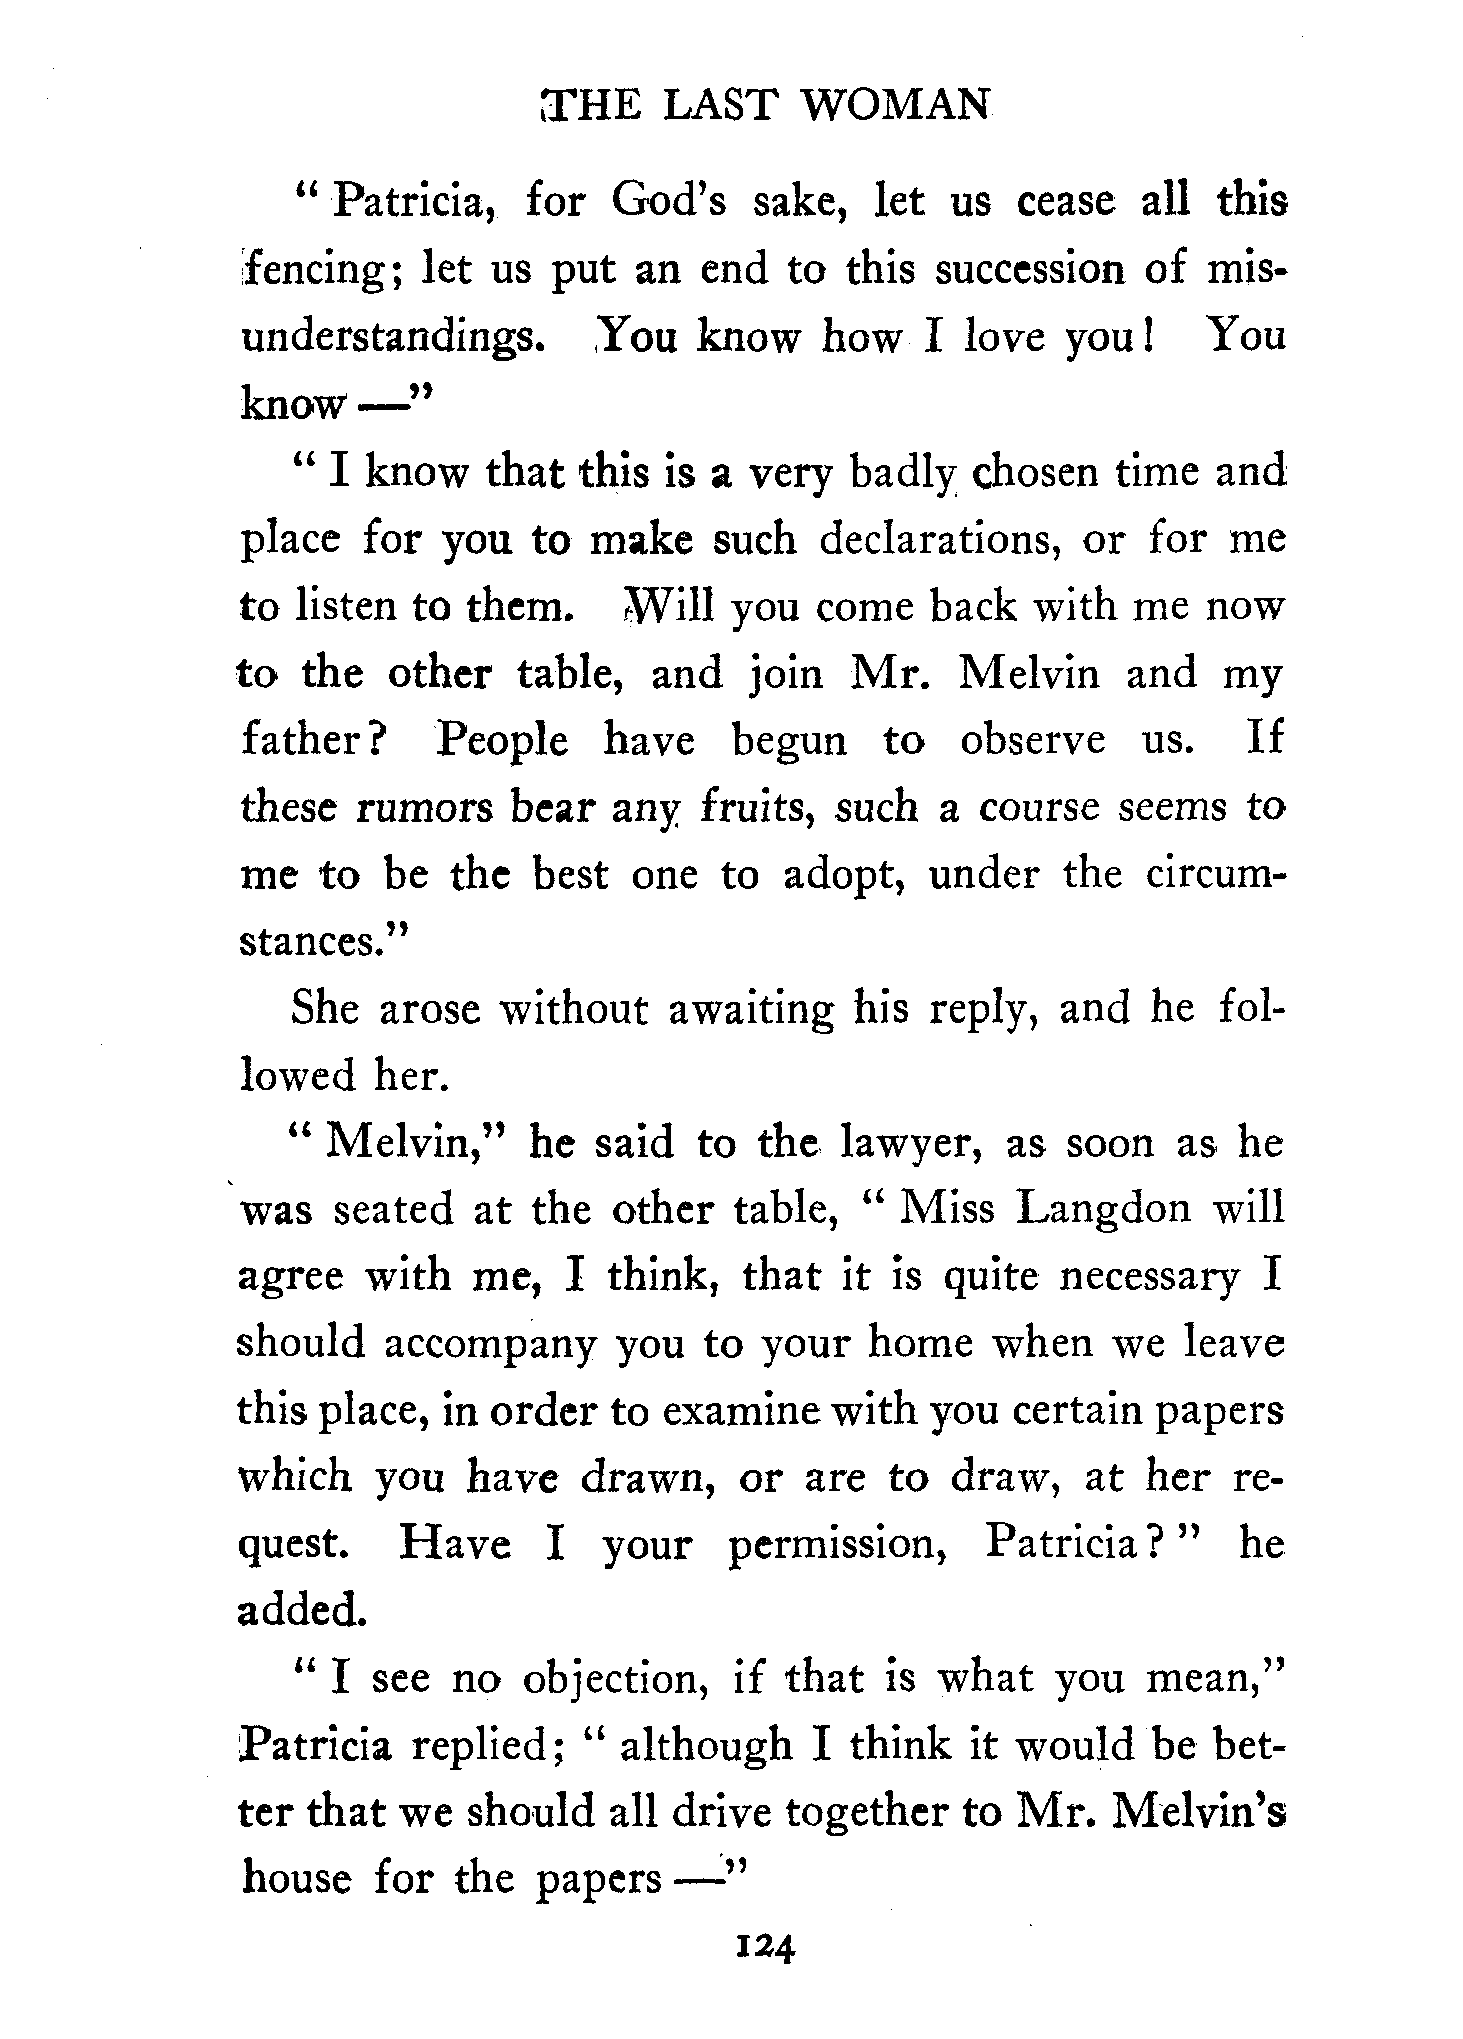 THE LAST WOMAN
“ Patricia, for God's sake, let us cease all this
fencing; let us put an end to this succession of mis-
understandings. You know how I love you! You
know —”
“ I know that this is a very badly chosen time and
place for you to make such declarations, or for me
to listen to them. Will you come back with me now
to the other table, and join Mr. Melvin and my
father? People have begun to observe us. If
these rumors bear any fruits, such a course seems to
me to be the best one to adopt, under the circum-
stances.”
She arose without awaiting his reply, and he fol-
lowed her.
“ Melvin,” he said to the lawyer, as soon as he
was seated at the other table, “ Miss Langdon will
agree with me, I think, that it is quite necessary I
should accompany you to your home when we leave
this place, in order to examine with you certain papers
which you have drawn, or are to draw, at her re-
quest. Have I your permission, Patricia? ” he
added.
“ I see no objection, if that is what you mean,”
Patricia replied; “ although I think it would be bet-
ter that we should all drive together to Mr. Melvin's
house for the papers —”
124